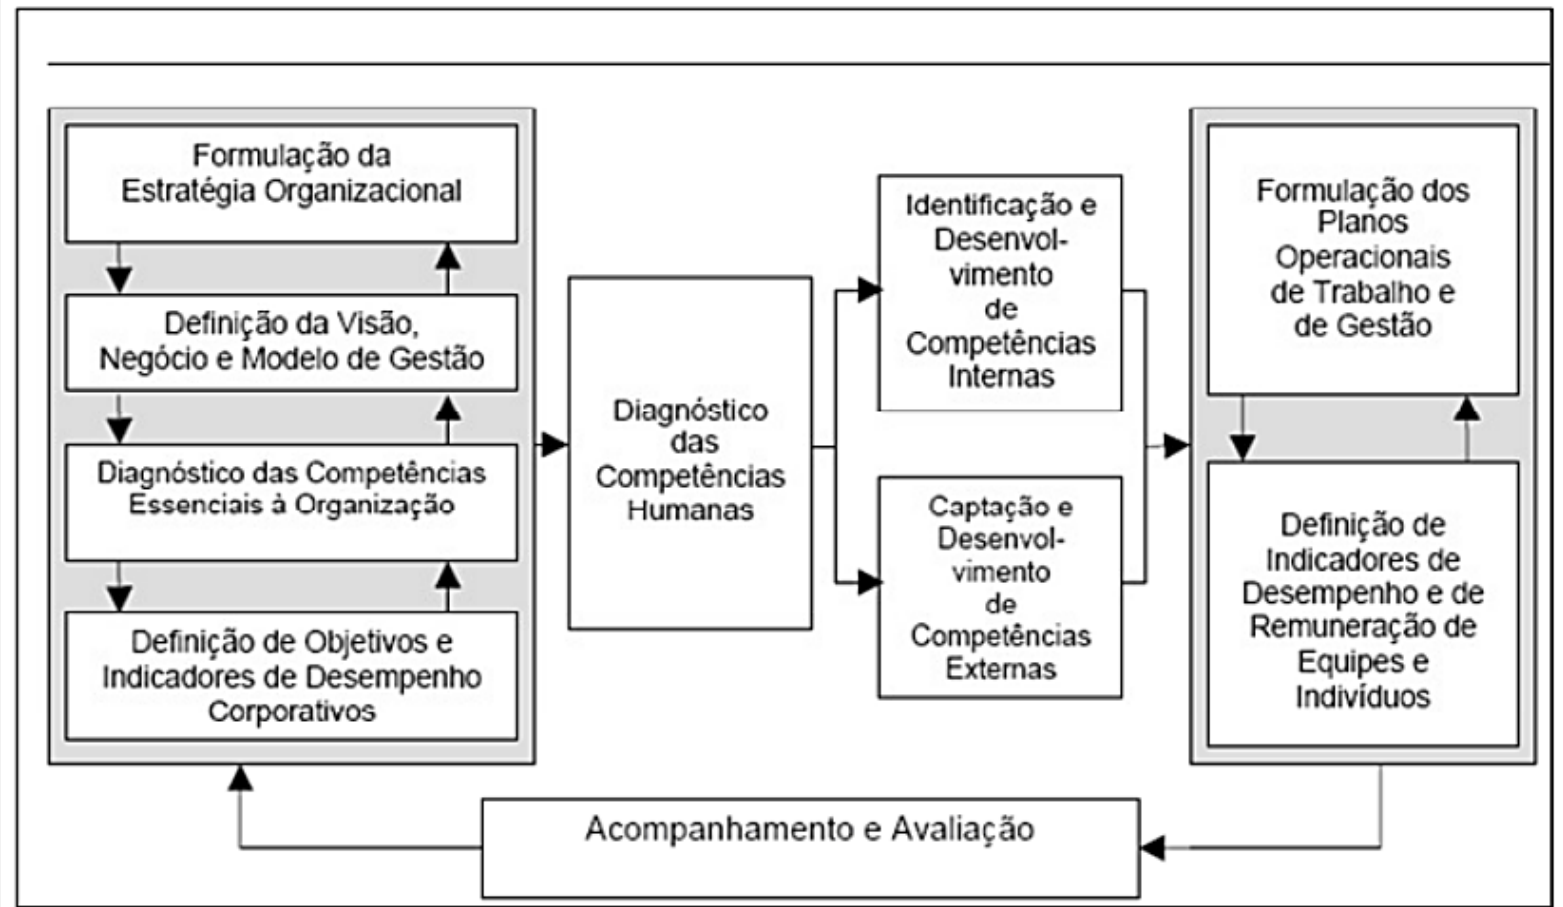 Formulação da
Estratégia Organizacional
Definição da Visão,
Negócio e Modelo de Gestão
Diagnóstico das Competências
Essenciais à Organização
Definição de Objetivos e
Indicadores de Desempenho
Corporativos
Diagnóstico
das
Competências
Humanas
Identificação e
Desenvol-
vimento
de
Competências
Internas
Captação e
Desenvol-
vimento
de
Competências
Externas
Formulação dos
Planos
Operacionais
de Trabalho e
de Gestão
Definição de
Indicadores de
Desempenho e de
Remuneração de
Equipes e
Indivíduos
Acompanhamento e Avaliação